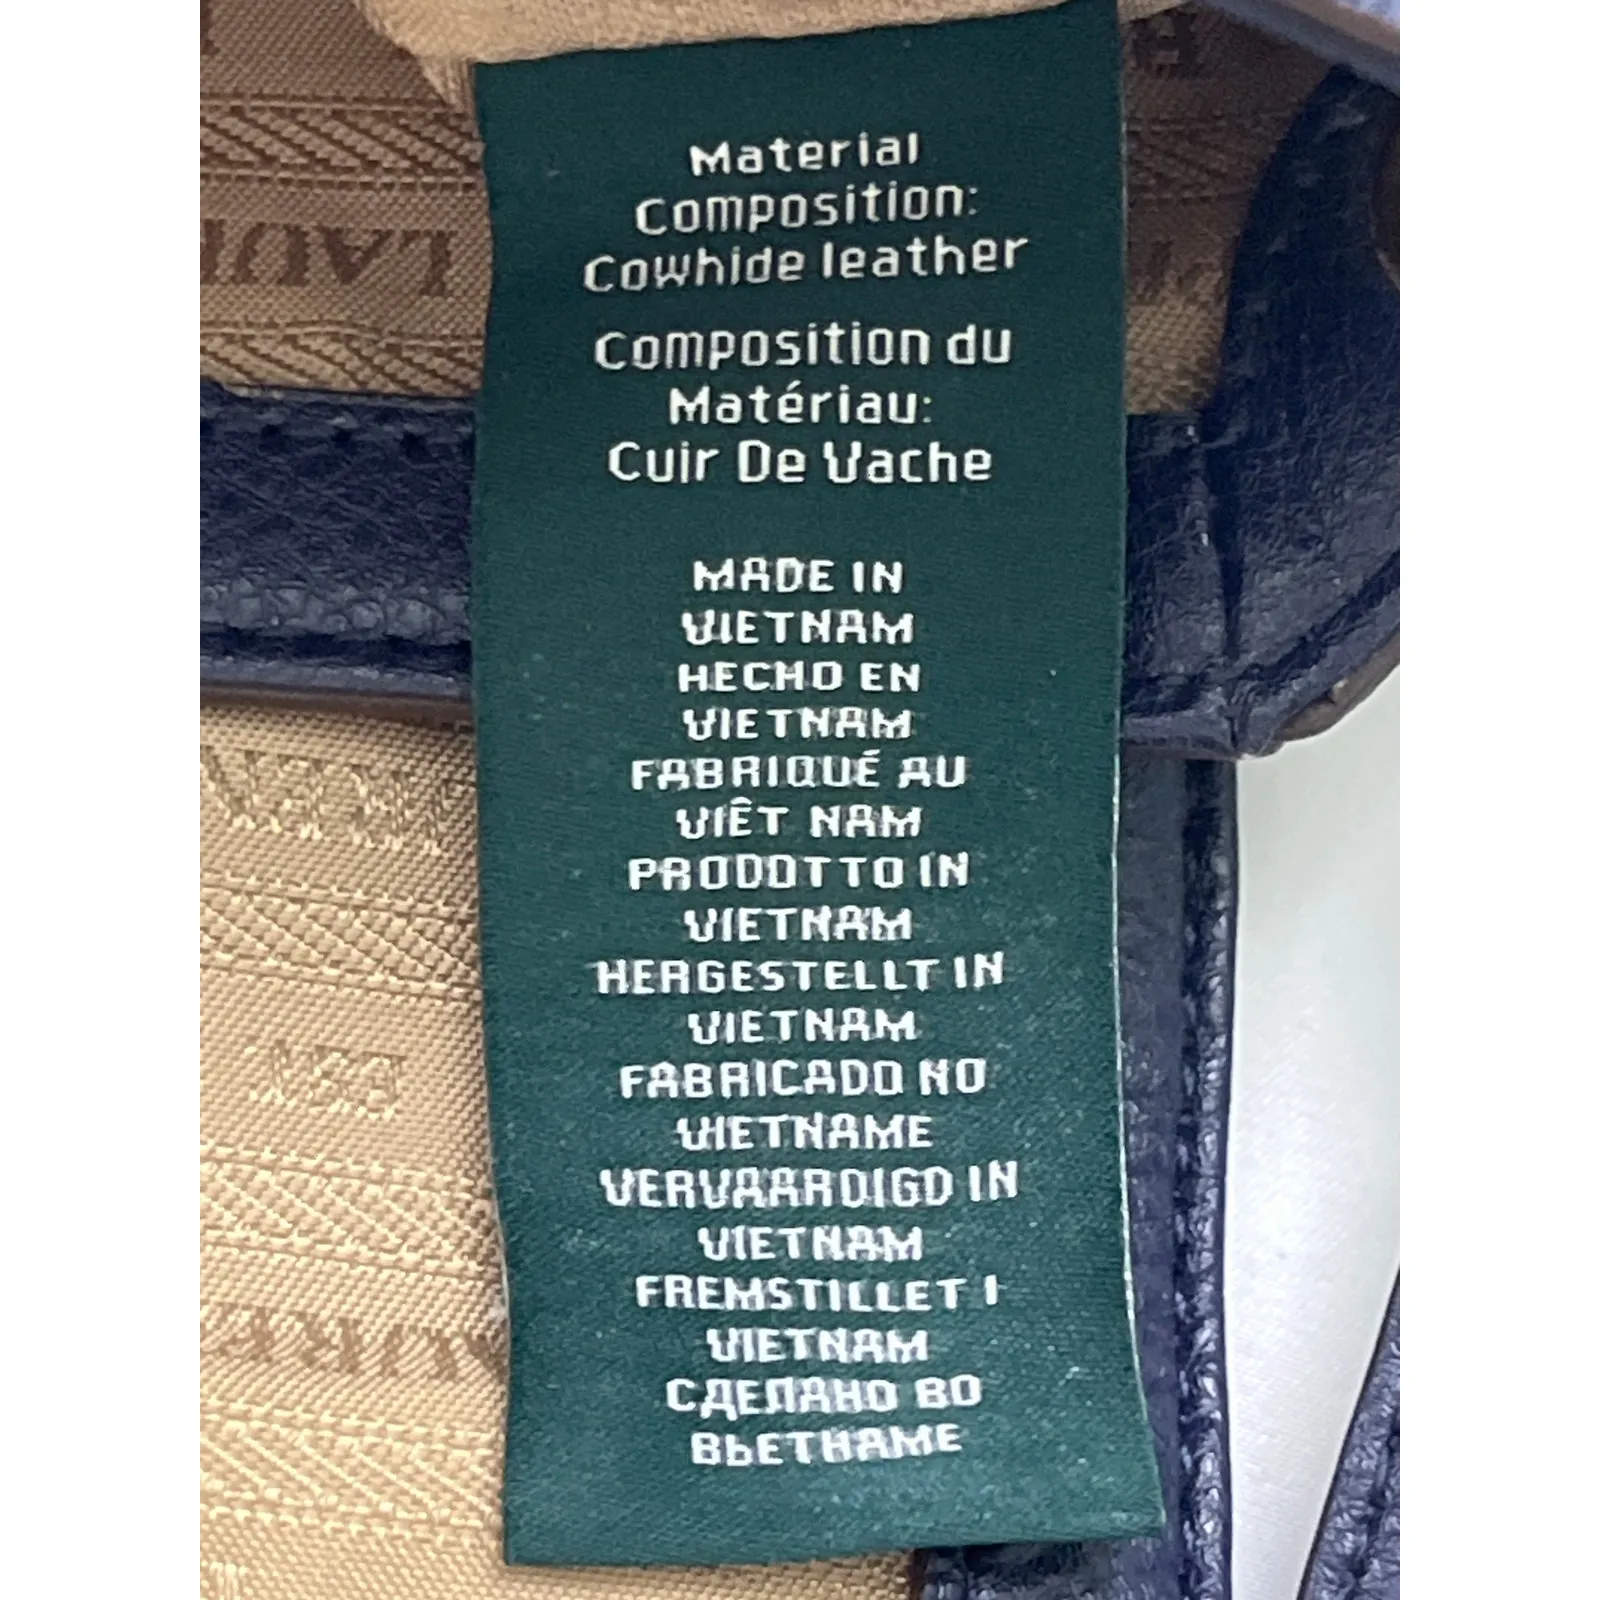 Material
Composition:
Cowhide leather
Composition du
Matériau:
Cuir De Vache
MADE IN
VIETNAM
HECHO EN
VIETNAM
FABRIQUÉ AU
VIÊT NAM
PRODOTTO IN
VIETNAM
HERGESTELLT IN
VIETNAM
FABRICADO NO
VIETNAME
VERVAARDIGD IN
VIETNAM
FREMSTILLET I
VIETNAM
СДЕЛАНО ВО
ВЬЕТНАМЕ